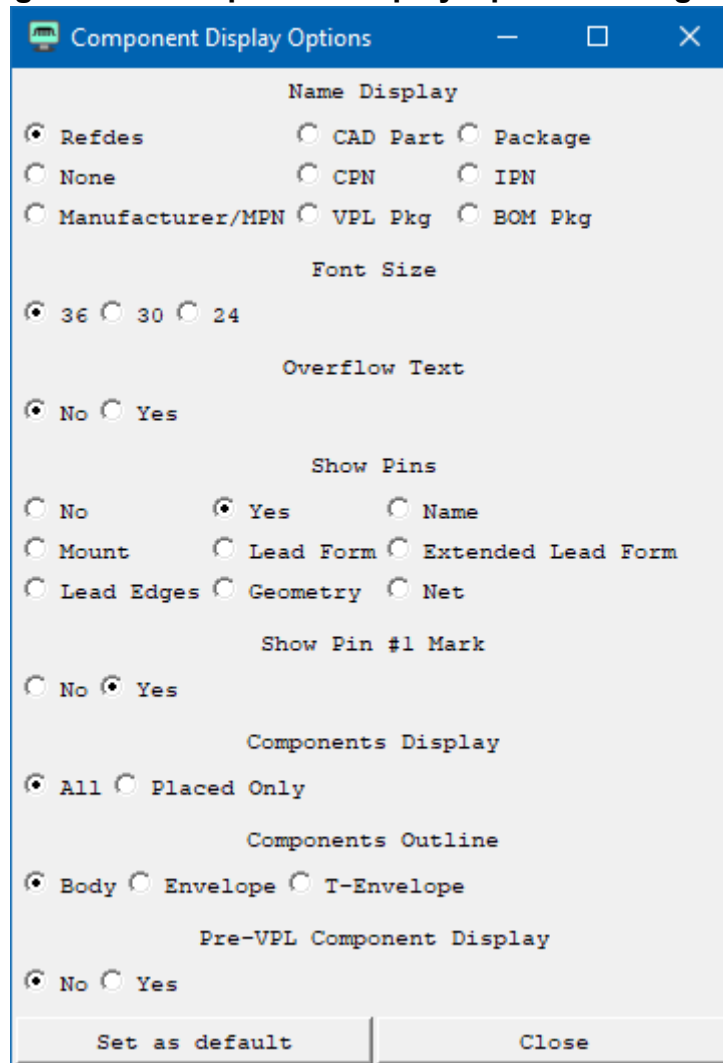 Component Display Options
Name Display
Refdes CAD Part Package
None CPN IPN
Manufacturer/MPN VPL Pkg BOM Pkg
Font Size
36 30 24
Overflow Text
No Yes
Show Pins
No Yes Name
Mount Lead Form Extended Lead Form
Lead Edges Geometry Net
Show Pin #1 Mark
No Yes
Components Display
All Placed Only
Components Outline
Body Envelope T-Envelope
Pre-VPL Component Display
No Yes
Set as default Close